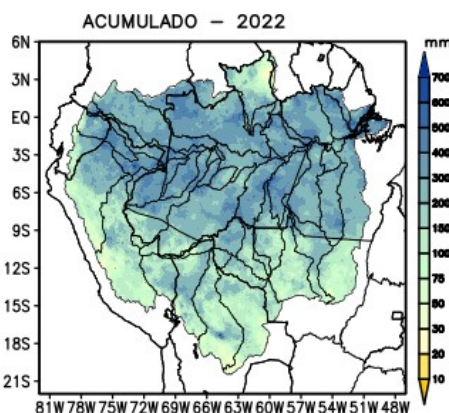 ACUMULADO – 2022
mm
6N
3N
EQ
3S
6S
9S
12S
15S
18S
21S
700
600
500
400
300
200
150
100
75
50
30
20
10
81W 78W 75W 72W 69W 66W 63W 60W 57W 54W 51W 48W